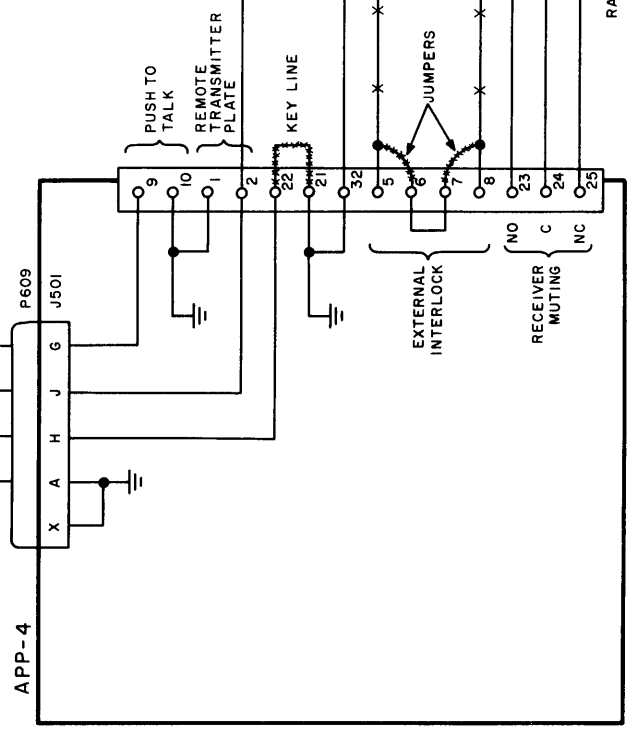 PUSH TO
TALK
REMOTE
TRANSMITTER
PLATE
KEY LINE
JUMPERS
9
10
1
2
22
21
32
5
6
7
8
23
24
25
NO
C
NC
EXTERNAL
INTERLOCK
RECEIVER
MUTING
P609
J501
G
J
H
A
X
APP-4
RA